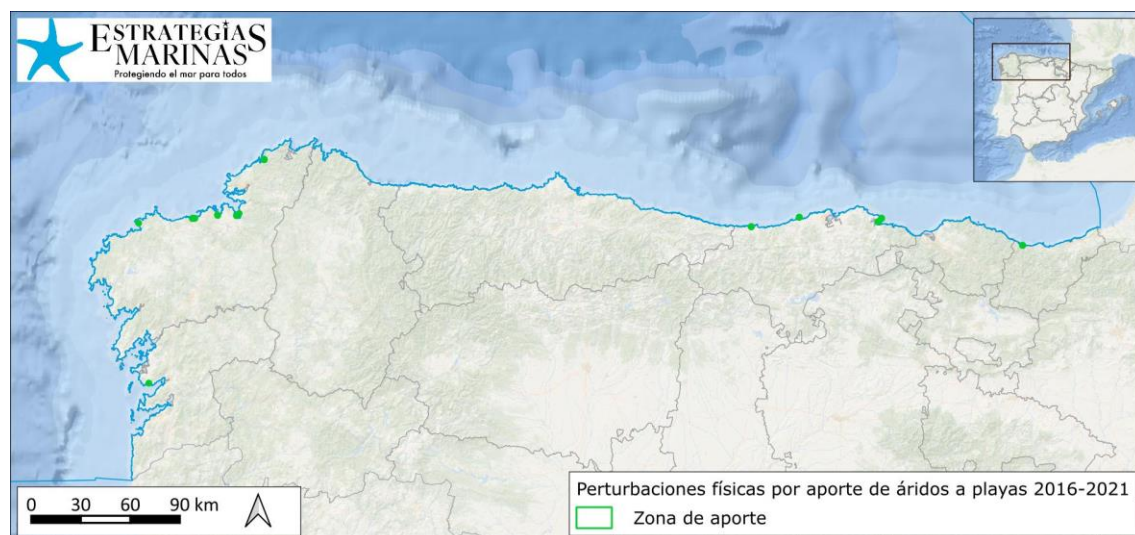 ESTRATEGIAS
MARINAS
Protegiendo el mar para todos
0 30 60 90 km
Perturbaciones físicas por aporte de áridos a playas 2016-2021
Zona de aporte